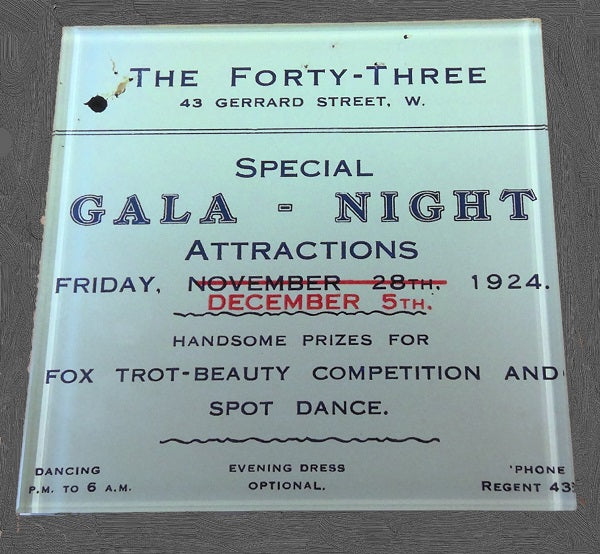 THE FORTY-THREE
43 GERRARD STREET, W.
SPECIAL
GALA - NIGHT
ATTRACTIONS
FRIDAY, NOVEMBER 28TH. 1924.
DECEMBER 5TH.
HANDSOME PRIZES FOR
FOX TROT-BEAUTY COMPETITION AND
SPOT DANCE.
DANCING EVENING DRESS 'PHONE
P.M. TO 6 A.M. OPTIONAL. REGENT